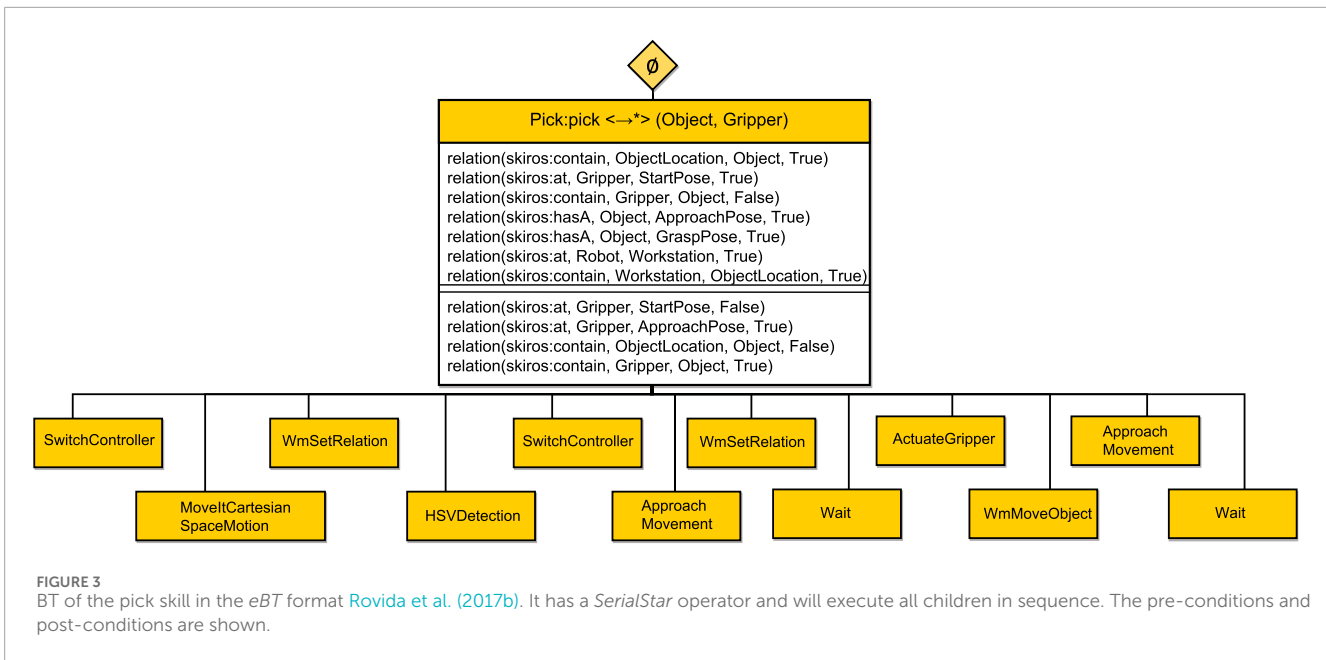 Ø
Pick:pick <→*> (Object, Gripper)
relation(skiros:contain, ObjectLocation, Object, True)
relation(skiros:at, Gripper, StartPose, True)
relation(skiros:contain, Gripper, Object, False)
relation(skiros:hasA, Object, ApproachPose, True)
relation(skiros:hasA, Object, GraspPose, True)
relation(skiros:at, Robot, Workstation, True)
relation(skiros:contain, Workstation, ObjectLocation, True)
relation(skiros:at, Gripper, StartPose, False)
relation(skiros:at, Gripper, ApproachPose, True)
relation(skiros:contain, ObjectLocation, Object, False)
relation(skiros:contain, Gripper, Object, True)
SwitchController
MoveItCartesian
SpaceMotion
WmSetRelation
HSVDetection
SwitchController
Approach
Movement
WmSetRelation
Wait
ActuateGripper
WmMoveObject
Approach
Movement
Wait
FIGURE 3
BT of the pick skill in the eBT format Rovida et al. (2017b). It has a SerialStar operator and will execute all children in sequence. The pre-conditions and
post-conditions are shown.